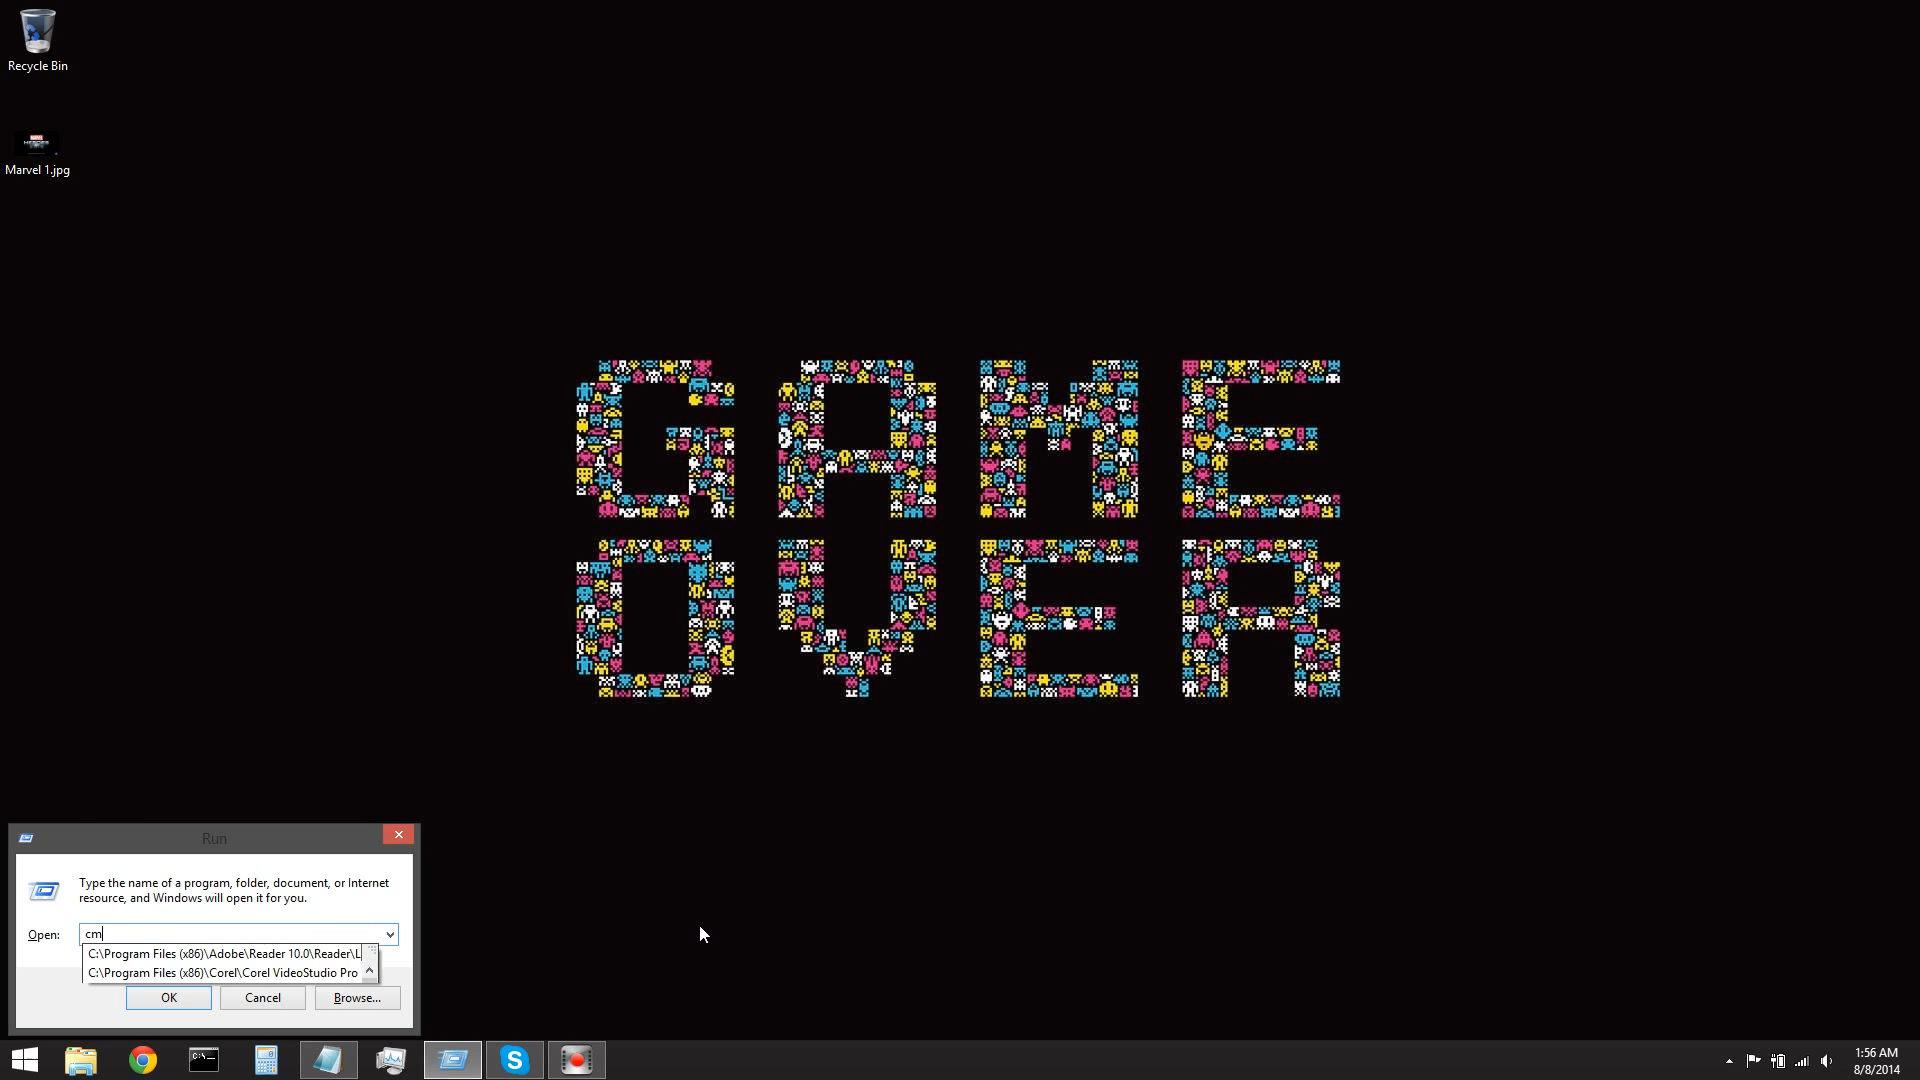 Recycle Bin
MARVEL
HEROES
Marvel 1.jpg
GAME
OVER
Run
Type the name of a program, folder, document, or Internet
resource, and Windows will open it for you.
Open:
cm
C:\Program Files (x86)\Adobe\Reader 10.0\Reader\L
C:\Program Files (x86)\Corel\Corel VideoStudio Pro
OK
Cancel
Browse...
C:\_
1:56 AM
8/8/2014